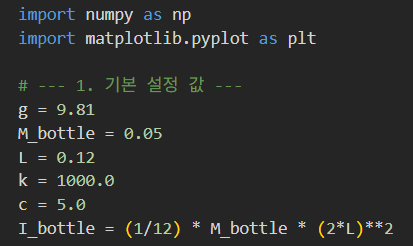 import numpy as np
import matplotlib.pyplot as plt
# --- 1. 기본 설정 값 ---
g = 9.81
M_bottle = 0.05
L = 0.12
k = 1000.0
c = 5.0
I_bottle = (1/12) * M_bottle * (2*L)**2